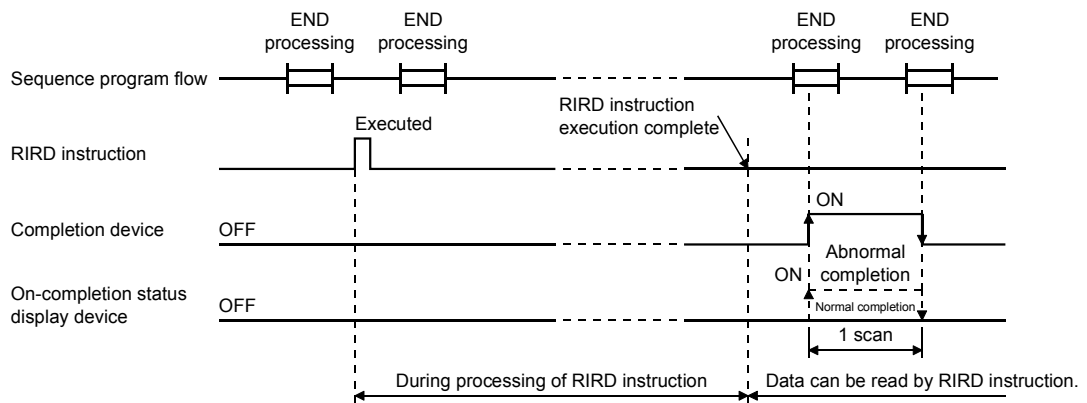 END
processing
END
processing
END
processing
END
processing
Sequence program flow
RIRD instruction
execution complete
Executed
RIRD instruction
ON
Completion device
OFF
Abnormal
completion
ON
On-completion status
display device
OFF
Normal completion
1 scan
During processing of RIRD instruction
Data can be read by RIRD instruction.